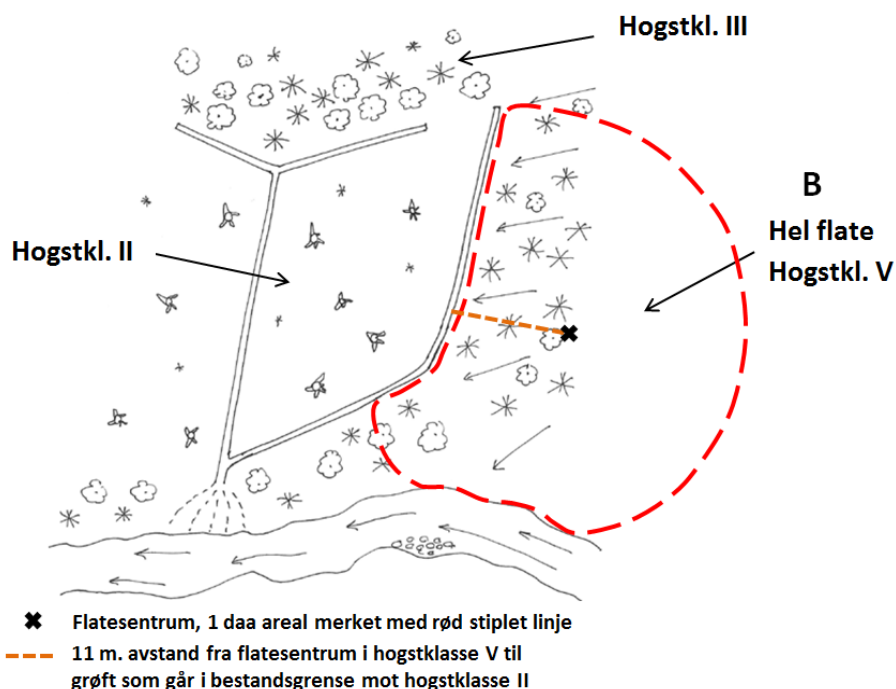 Hogstkl. III
B
Hel flate
Hogstkl. V
Hogstkl. II
Flatesentrum, 1 daa areal merket med rød stiplet linje
11 m. avstand fra flatesentrum i hogstklasse V til
grøft som går i bestandsgrense mot hogstklasse II